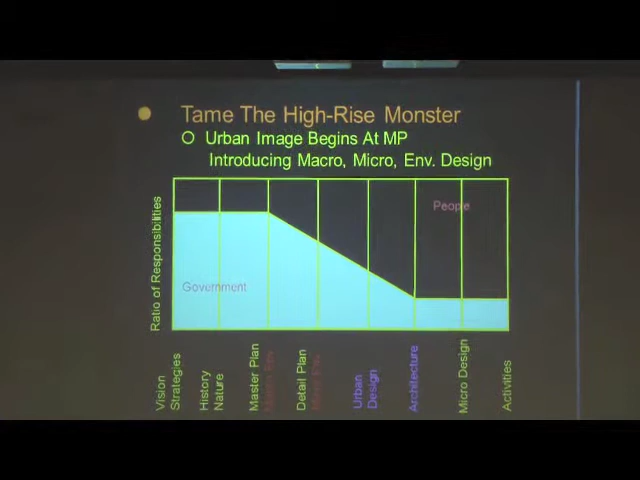 Tame The High-Rise Monster
Urban Image Begins At MP
Introducing Macro, Micro, Env. Design
Ratio of Responsibilities
People
Government
Vision
Strategies
History
Nature
Master Plan
Detail Plan
Urban
Design
Architecture
Micro Design
Activities